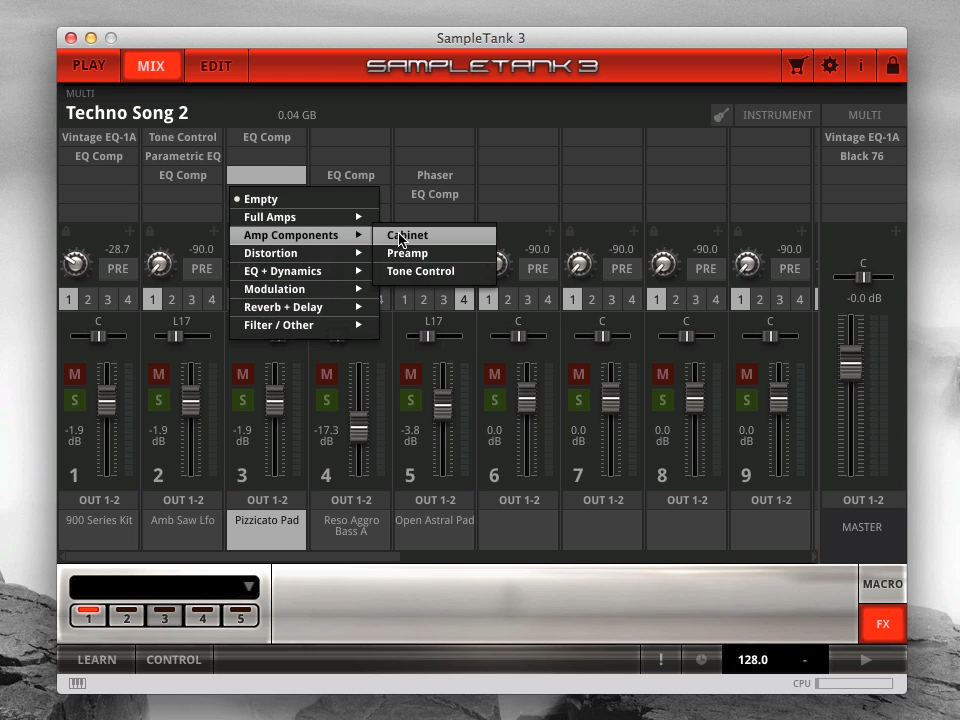 SampleTank 3
PLAY MIX EDIT SAMPLETANK 3 i
MULTI
Techno Song 2 0.04 GB INSTRUMENT MULTI
Vintage EQ-1A Tone Control EQ Comp Vintage EQ-1A
EQ Comp Parametric EQ Black 76
EQ Comp EQ Comp Phaser
EQ Comp
Empty
Full Amps
Amp Components
Distortion
EQ + Dynamics
Modulation
Reverb + Delay
Filter / Other
Cabinet
Preamp
Tone Control
-28.7 -90.0 -90.0 -90.0 -90.0 -90.0
PRE PRE PRE PRE PRE PRE
C
-0.0 dB
1 2 3 4 1 2 3 4 4 1 2 3 4 1 2 3 4 1 2 3 4 1 2 3 4 1 2 3 4
C L17 L17 C C C C
M M M M M M M M M
S S S S S S S S S
-1.9 -1.9 -1.9 -17.3 -3.8 0.0 0.0 0.0 0.0
dB dB dB dB dB dB dB dB dB
1 2 3 4 5 6 7 8 9
OUT 1-2 OUT 1-2 OUT 1-2 OUT 1-2 OUT 1-2 OUT 1-2 OUT 1-2 OUT 1-2 OUT 1-2 OUT 1-2
900 Series Kit Amb Saw Lfo Pizzicato Pad Reso Aggro Open Astral Pad
Bass A
MASTER
MACRO
1 2 3 4 5
FX
LEARN CONTROL ! 128.0 -
CPU